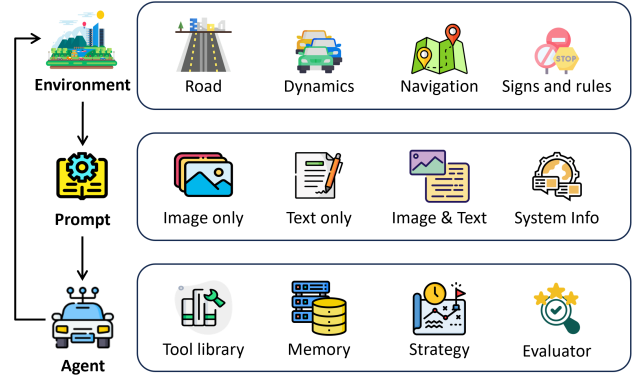 Environment
Road
Dynamics
Navigation
STOP
Signs and rules
Prompt
Image only
Text only
Image & Text
System Info
Agent
Tool library
Memory
Strategy
Evaluator